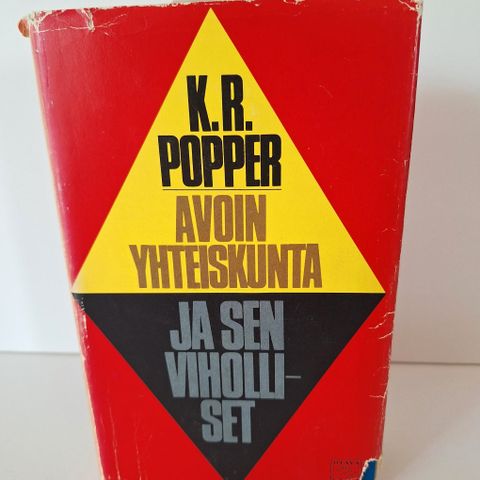 K.R.
POPPER
AVOIN
YHTEISKUNTA
JA SEN
VIHOLLI-
SET